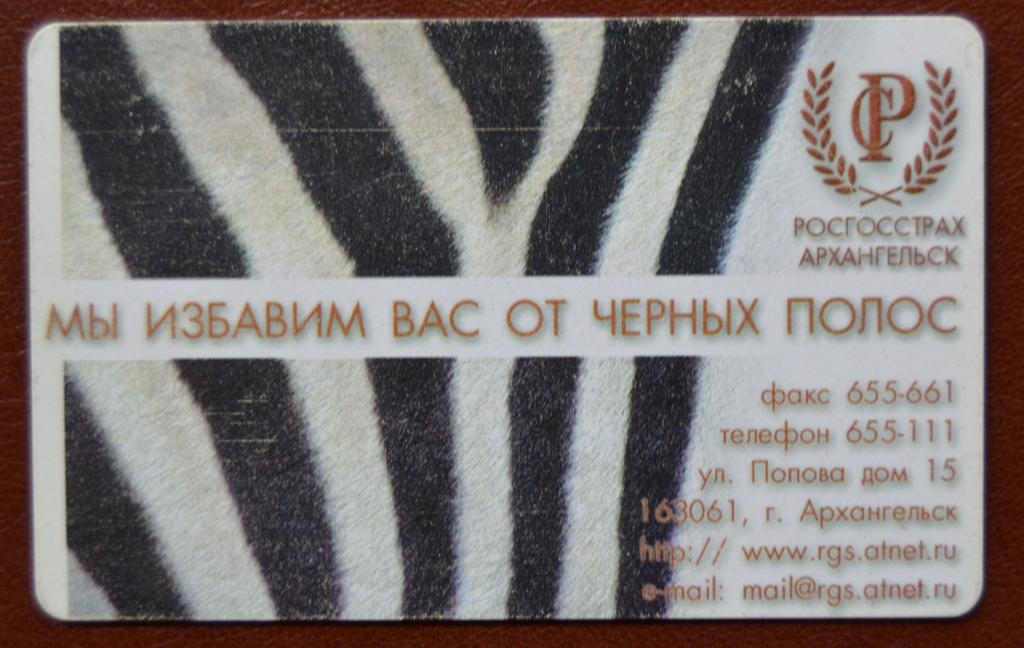 РОСГОССТРАХ
АРХАНГЕЛЬСК
МЫ ИЗБАВИМ ВАС ОТ ЧЕРНЫХ ПОЛОС
факс 655-661
телефон 655-111
ул. Попова дом 15
163061, г. Архангельск
http:// www.rgs.atnet.ru
e-mail: mail@rgs.atnet.ru